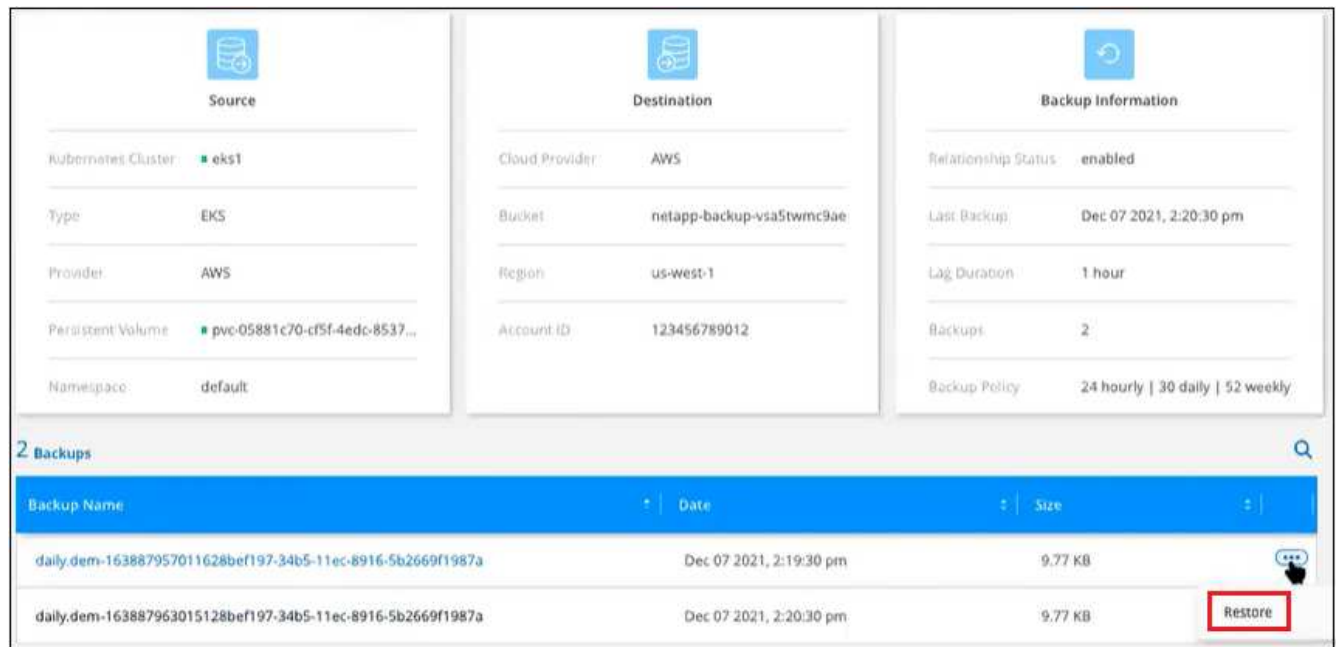 Source
Kubernetes Cluster eks1
Type EKS
Provider AWS
Persistent Volume pvc-05881c70-cf5f-4edc-8537...
Namespace default
Destination
Cloud Provider AWS
Bucket netapp-backup-vsa5twmc9ae
Region us-west-1
Account ID 123456789012
Backup Information
Relationship Status enabled
Last Backup Dec 07 2021, 2:20:30 pm
Lag Duration 1 hour
Backups 2
Backup Policy 24 hourly | 30 daily | 52 weekly
2 Backups
Backup Name Date Size
daily.dem-163887957011628bef197-34b5-11ec-8916-5b2669f1987a Dec 07 2021, 2:19:30 pm 9.77 KB
daily.dem-163887963015128bef197-34b5-11ec-8916-5b2669f1987a Dec 07 2021, 2:20:30 pm 9.77 KB
Restore